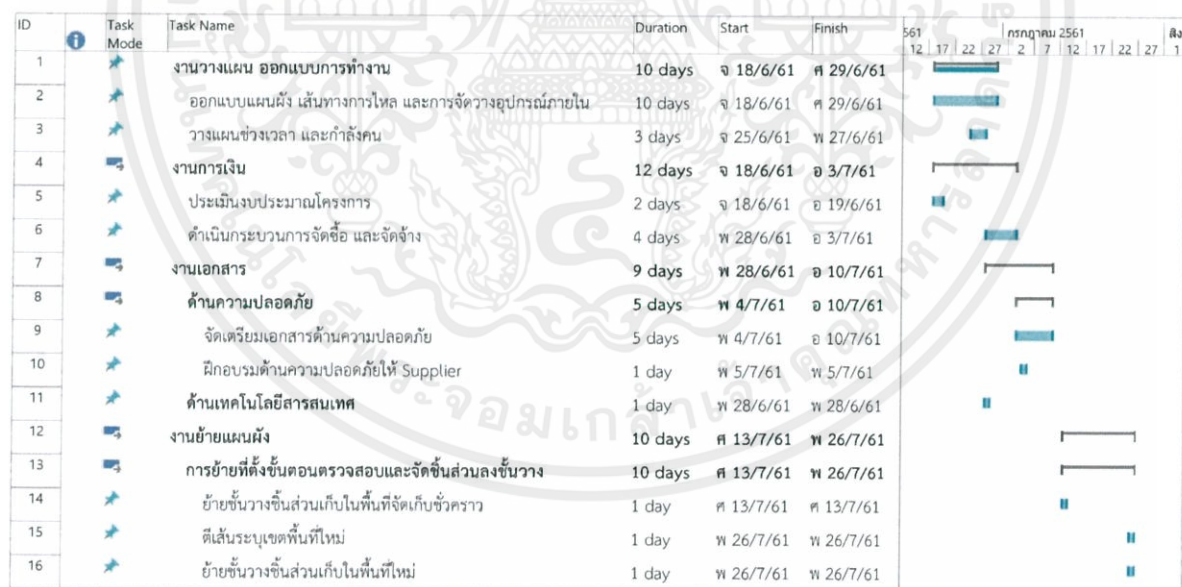 ID Task Mode Task Name Duration Start Finish 561 กรกฎาคม 2561 สิง
12 17 22 27 2 7 12 17 22 27 1
1 งานวางแผน ออกแบบการทำงาน 10 days จ 18/6/61 ศ 29/6/61
2 ออกแบบแผนผัง เส้นทางการไหล และการจัดวางอุปกรณ์ภายใน 10 days จ 18/6/61 ศ 29/6/61
3 วางแผนช่วงเวลา และกำลังคน 3 days จ 25/6/61 พ 27/6/61
4 งานการเงิน 12 days จ 18/6/61 อ 3/7/61
5 ประเมินงบประมาณโครงการ 2 days จ 18/6/61 อ 19/6/61
6 ดำเนินกระบวนการจัดซื้อ และจัดจ้าง 4 days พ 28/6/61 อ 3/7/61
7 งานเอกสาร 9 days พ 28/6/61 อ 10/7/61
8 ด้านความปลอดภัย 5 days พ 4/7/61 อ 10/7/61
9 จัดเตรียมเอกสารด้านความปลอดภัย 5 days พ 4/7/61 อ 10/7/61
10 ฝึกอบรมด้านความปลอดภัยให้ Supplier 1 day พ 5/7/61 พ 5/7/61
11 ด้านเทคโนโลยีสารสนเทศ 1 day พ 28/6/61 พ 28/6/61
12 งานย้ายแผนผัง 10 days ศ 13/7/61 พ 26/7/61
13 การย้ายที่ตั้งขั้นตอนตรวจสอบและจัดชิ้นส่วนลงชั้นวาง 10 days ศ 13/7/61 พ 26/7/61
14 ย้ายชั้นวางชิ้นส่วนเก็บในพื้นที่จัดเก็บชั่วคราว 1 day ศ 13/7/61 ศ 13/7/61
15 ตีเส้นระบุเขตพื้นที่ใหม่ 1 day พ 26/7/61 พ 26/7/61
16 ย้ายชั้นวางชิ้นส่วนเก็บในพื้นที่ใหม่ 1 day พ 26/7/61 พ 26/7/61